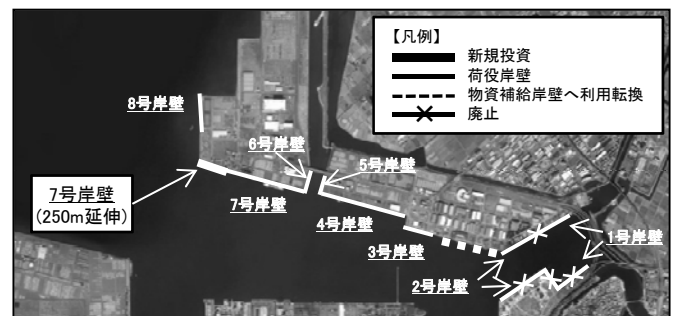 【凡例】
新規投資
荷役岸壁
物資補給岸壁へ利用転換
廃止
8号岸壁
6号岸壁
5号岸壁
7号岸壁
(250m延伸)
7号岸壁
4号岸壁
3号岸壁
1号岸壁
2号岸壁